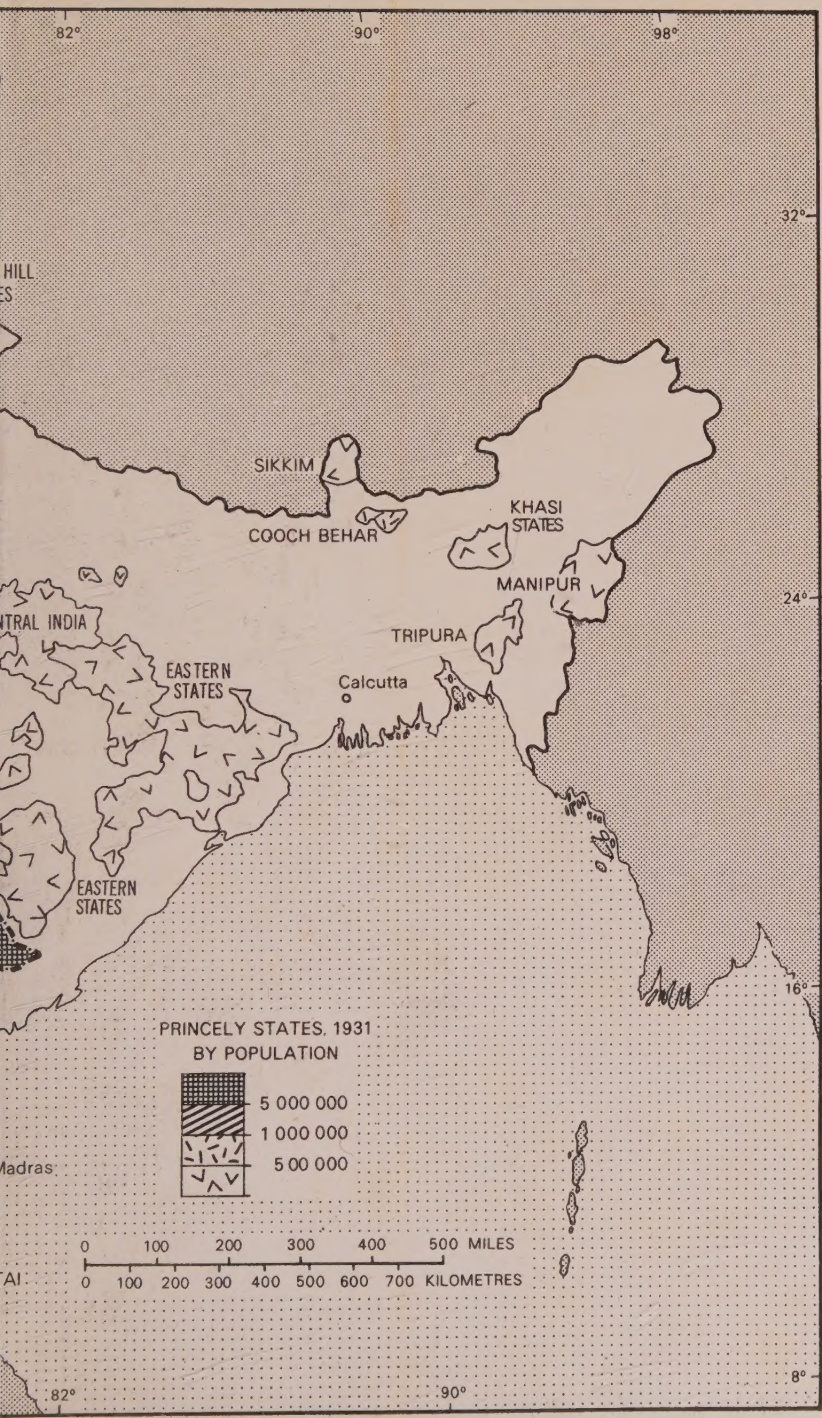 82°
90°
98°
32°
HILL
ES
SIKKIM
COOCH BEHAR
KHASI
STATES
MANIPUR
24°
NTRAL INDIA
TRIPURA
EASTERN
STATES
Calcutta
EASTERN
STATES
16°
PRINCELY STATES, 1931
BY POPULATION
5 000 000
1 000 000
500 000
Madras
0 100 200 300 400 500 MILES
TAI
0 100 200 300 400 500 600 700 KILOMETRES
8°
82°
90°